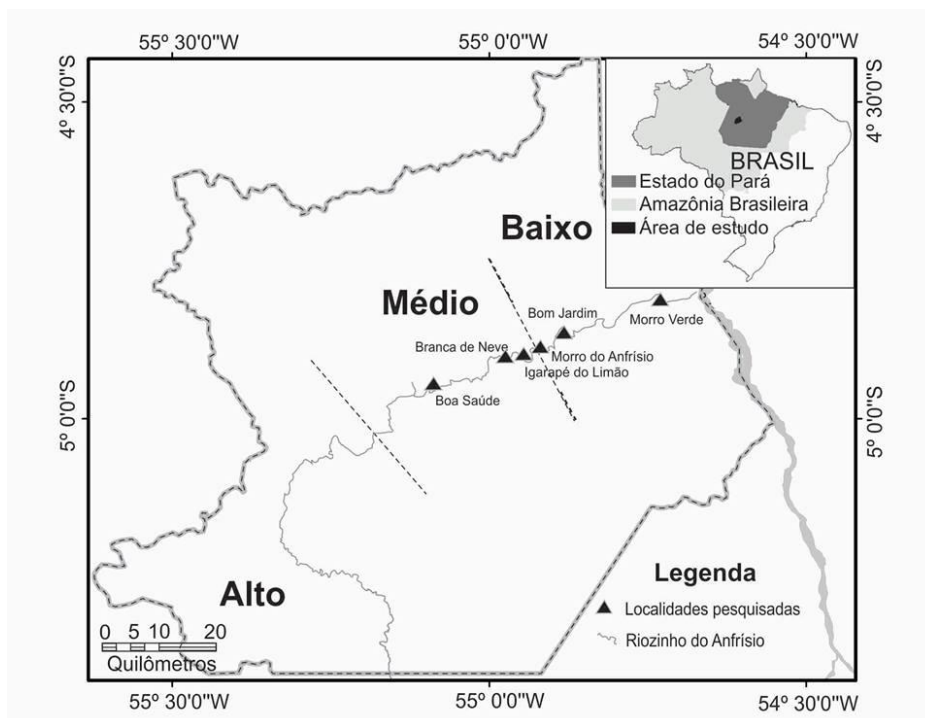 55º 30'0"W
55º 0'0"W
54º 30'0"W
4º 30'0"S
4º 30'0"S
BRASIL
Estado do Pará
Amazônia Brasileira
Área de estudo
Baixo
Médio
Bom Jardim
Morro Verde
Branca de Neve
Morro do Anfrísio
Igarapé do Limão
Boa Saúde
5º 0'0"S
5º 0'0"S
Alto
Legenda
Localidades pesquisadas
Riozinho do Anfrísio
0 5 10 20
Quilômetros
55º 30'0"W
55º 0'0"W
54º 30'0"W